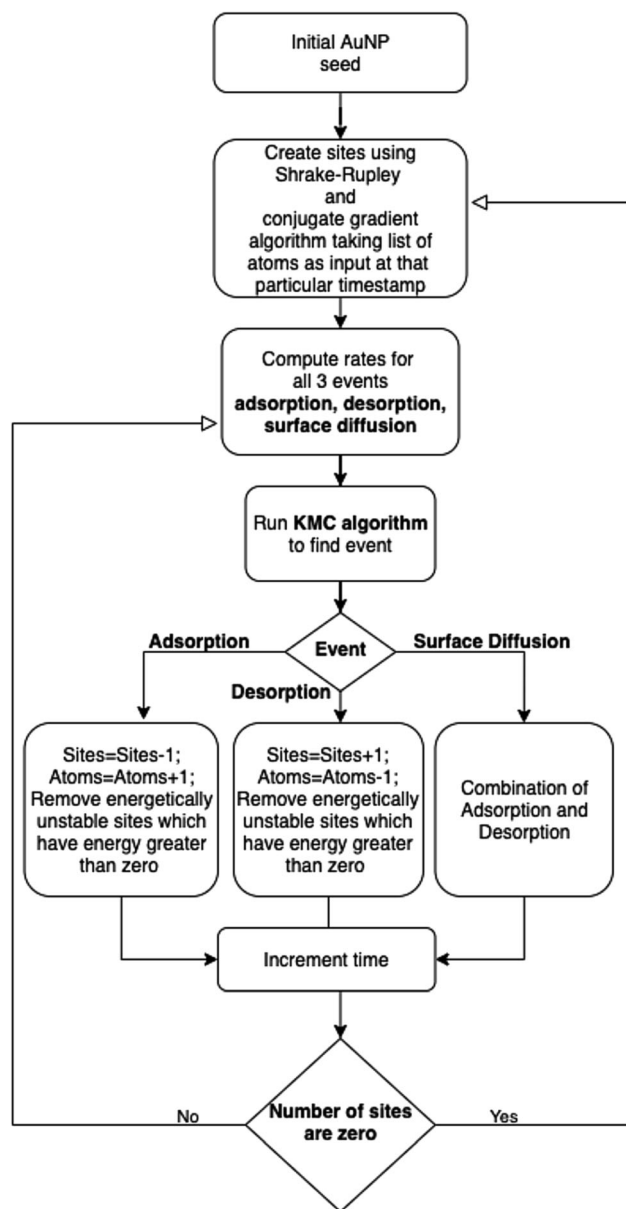 Initial AuNP
seed
Create sites using
Shrake-Rupley
and
conjugate gradient
algorithm taking list of
atoms as input at that
particular timestamp
Compute rates for
all 3 events
adsorption, desorption,
surface diffusion
Run KMC algorithm
to find event
Event
Adsorption
Desorption
Surface Diffusion
Sites=Sites-1;
Atoms=Atoms+1;
Remove energetically
unstable sites which
have energy greater
than zero
Sites=Sites+1;
Atoms=Atoms-1;
Remove energetically
unstable sites which
have energy greater
than zero
Combination of
Adsorption and
Desorption
Increment time
Number of sites
are zero
No
Yes